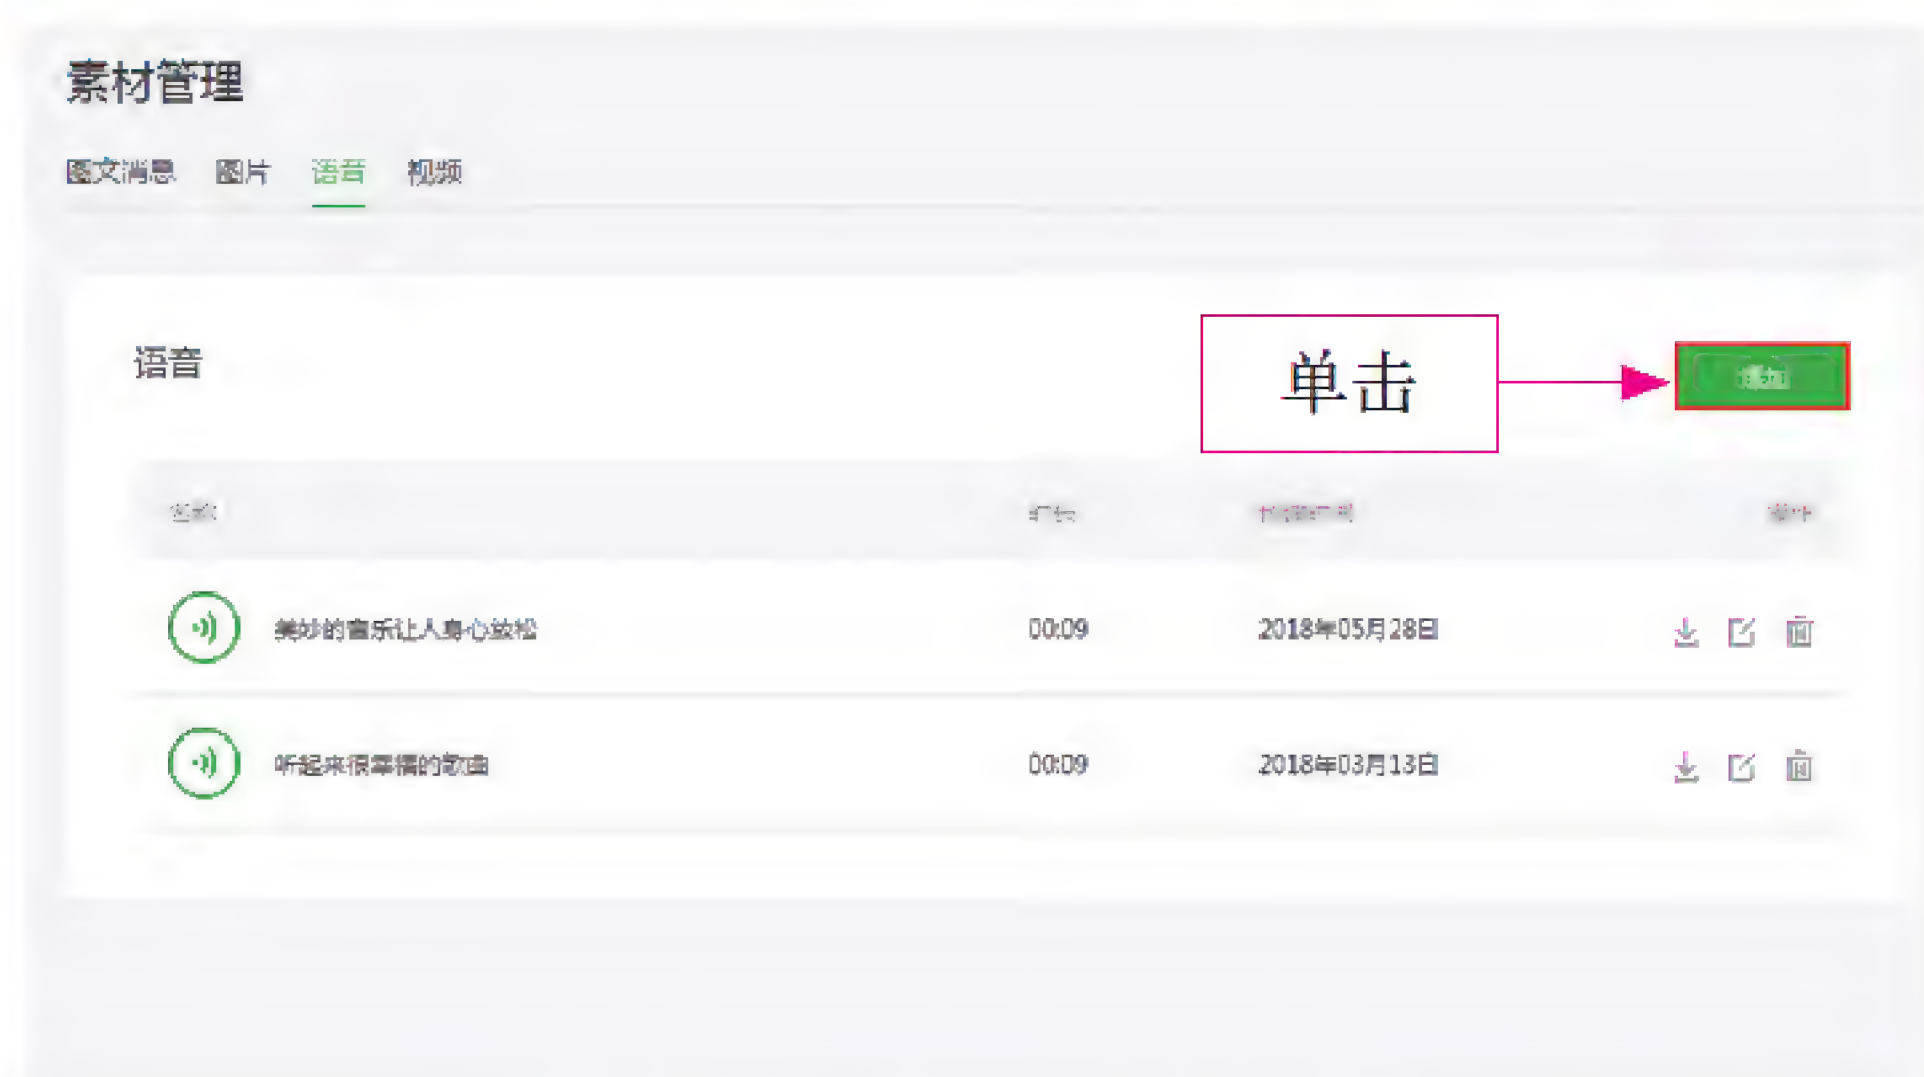 素材管理
图文消息 图片 语音 视频
语音
单击
美妙的音乐让人身心放松 00:09 2018年05月28日
听起来很幸福的歌曲 00:09 2018年03月13日